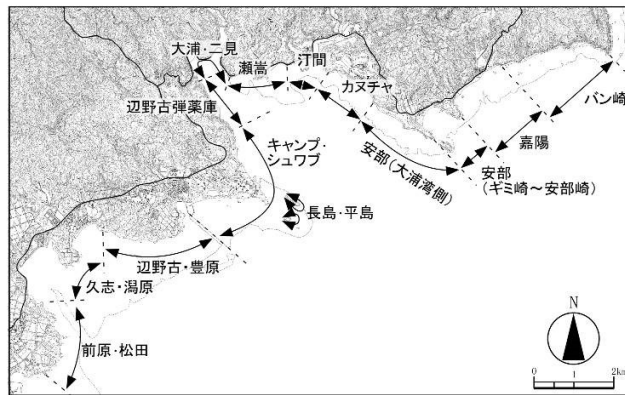 大浦・二見
瀬嵩
汀間
カヌチャ
バン崎
辺野古弾薬庫
キャンプ・
シュワブ
安部(大浦湾側)
嘉陽
安部
(ギミ崎～安部崎)
長島・平島
辺野古・豊原
久志・潟原
前原・松田
N
0 1 2km